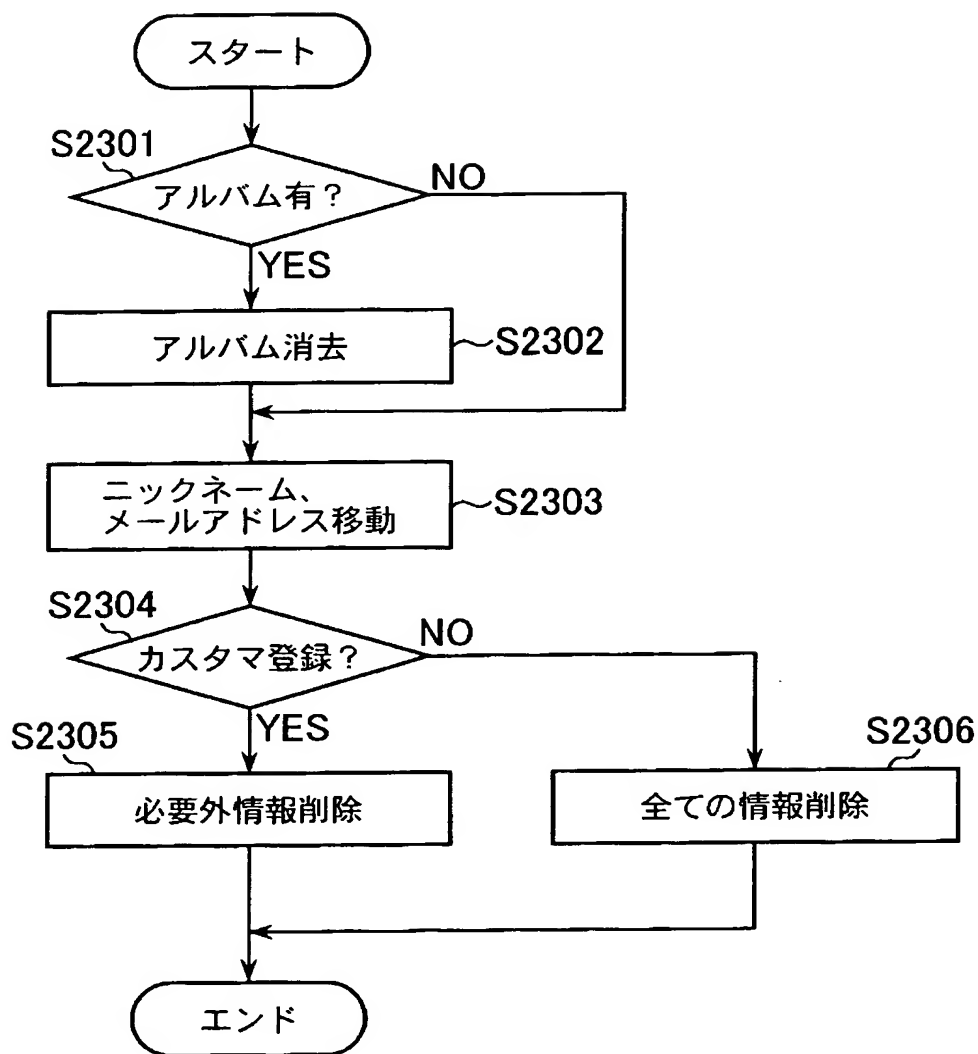 スタート
S2301
アルバム有？
NO
YES
アルバム消去
S2302
ニックネーム、
メールアドレス移動
S2303
S2304
カスタマ登録？
NO
YES
S2305
必要外情報削除
S2306
全ての情報削除
エンド